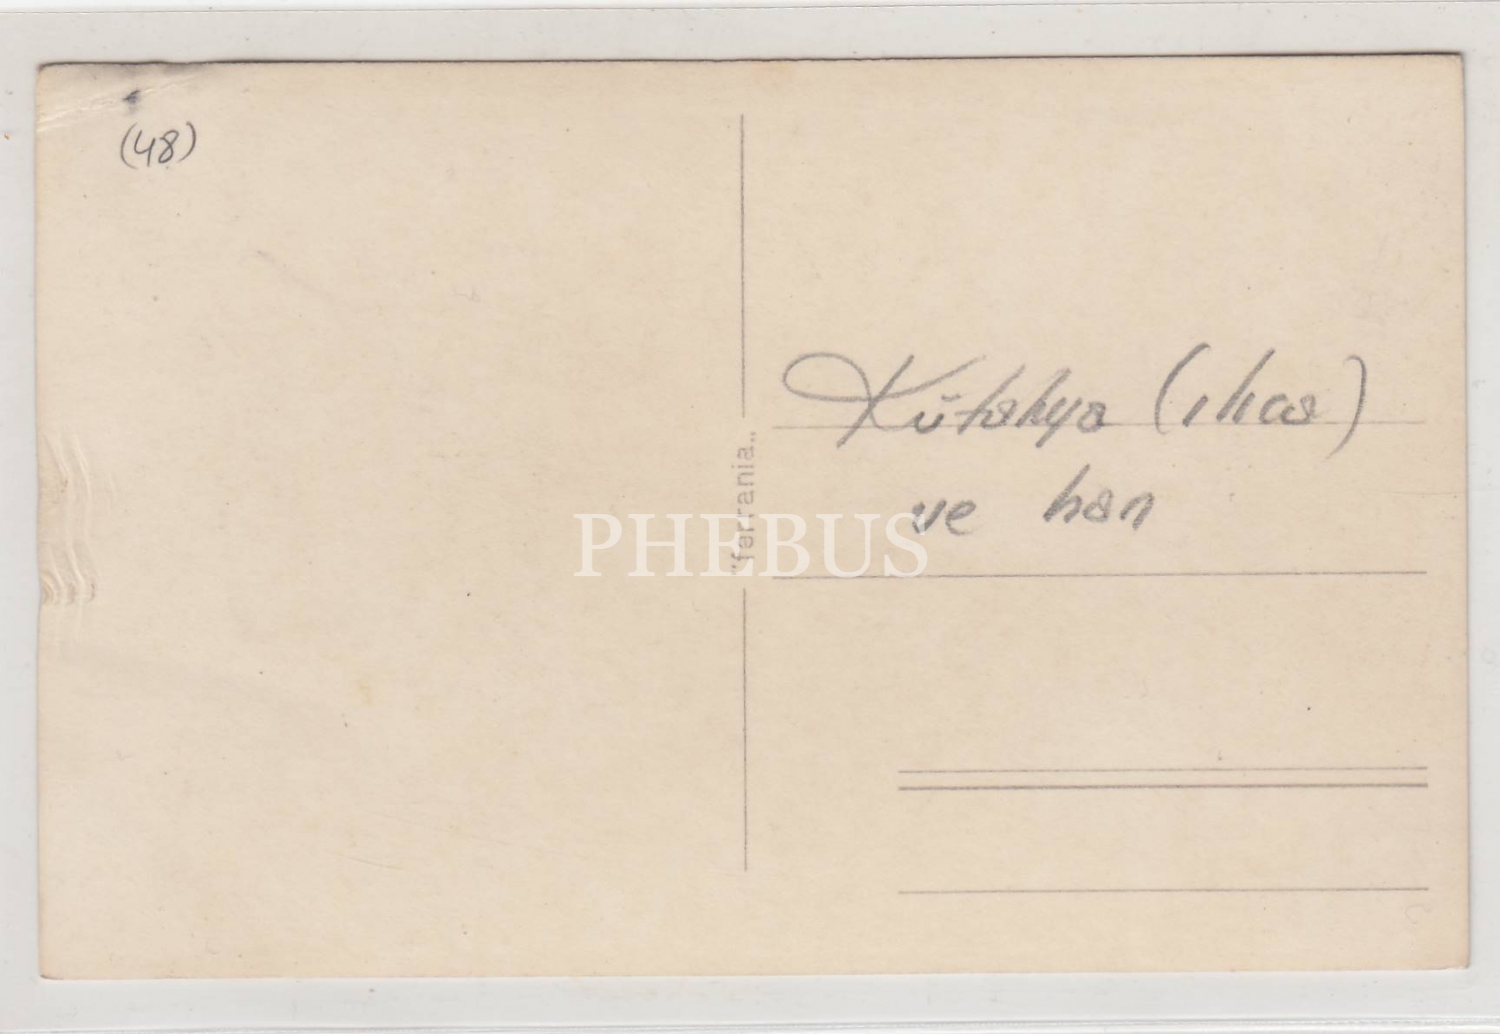 (48)
Kütahya (ılıca)
ve han
"ferrania„
PHEBUS